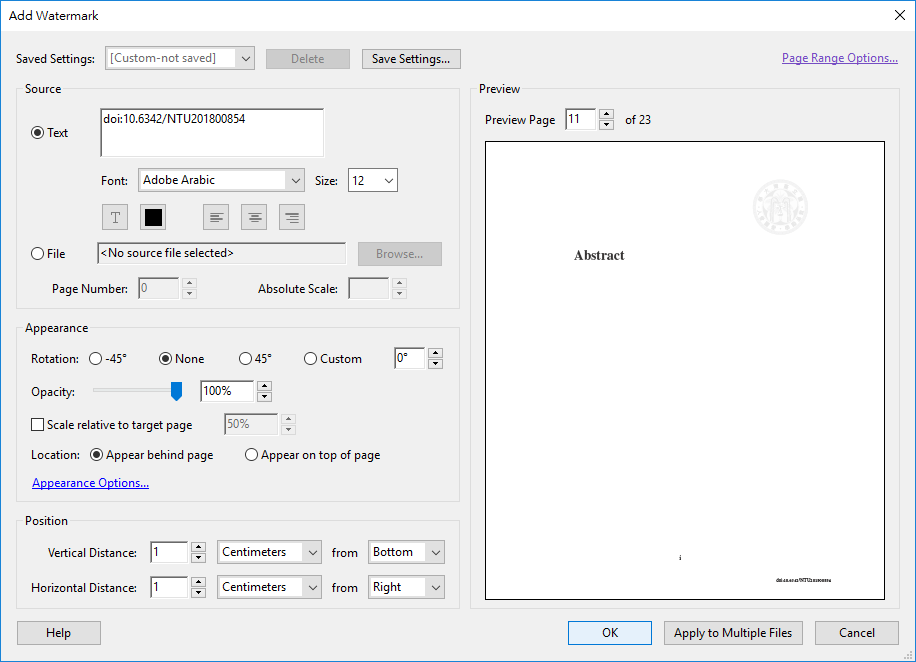 Add Watermark
Saved Settings: [Custom-not saved] Delete Save Settings... Page Range Options...
Source
Text
doi:10.6342/NTU201800854
Font: Adobe Arabic Size: 12
T
File <No source file selected> Browse...
Page Number: 0 Absolute Scale:
Appearance
Rotation: -45° None 45° Custom 0°
Opacity: 100%
Scale relative to target page 50%
Location: Appear behind page Appear on top of page
Appearance Options...
Position
Vertical Distance: 1 Centimeters from Bottom
Horizontal Distance: 1 Centimeters from Right
Preview
Preview Page 11 of 23
Abstract
i
doi:10.6342/NTU201800854
Help OK Apply to Multiple Files Cancel